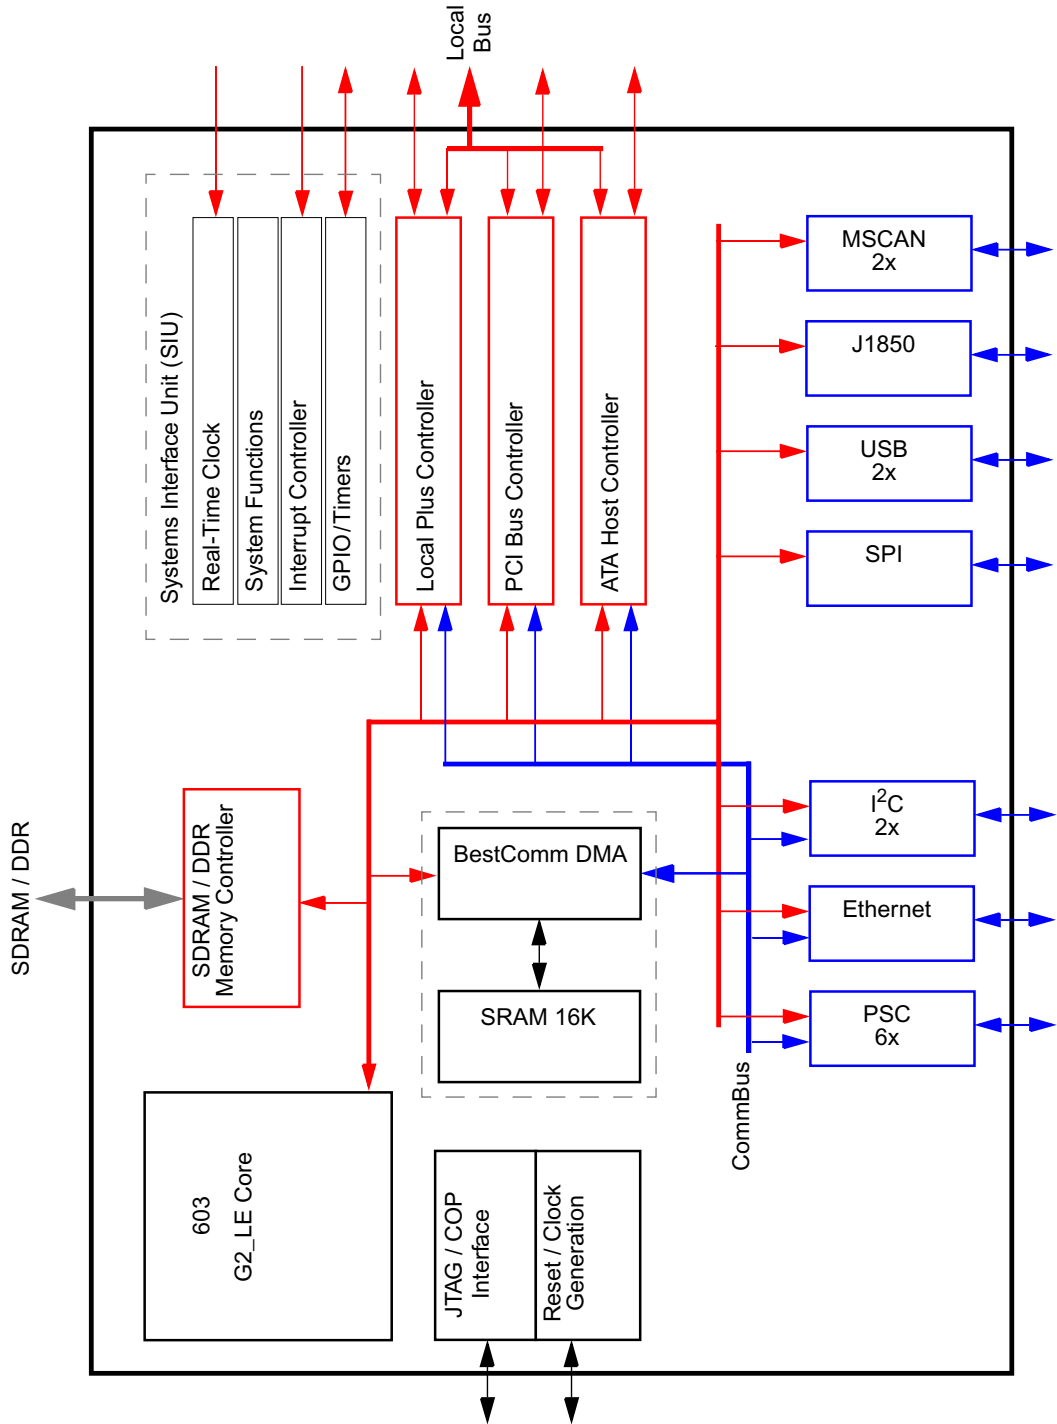 Local
Bus
Systems Interface Unit (SIU)
Real-Time Clock
System Functions
Interrupt Controller
GPIO/Timers
Local Plus Controller
PCI Bus Controller
ATA Host Controller
MSCAN
2x
J1850
USB
2x
SPI
SDRAM / DDR
SDRAM / DDR
Memory Controller
BestComm DMA
SRAM 16K
I²C
2x
Ethernet
PSC
6x
CommBus
603
G2_LE Core
JTAG / COP
Interface
Reset / Clock
Generation